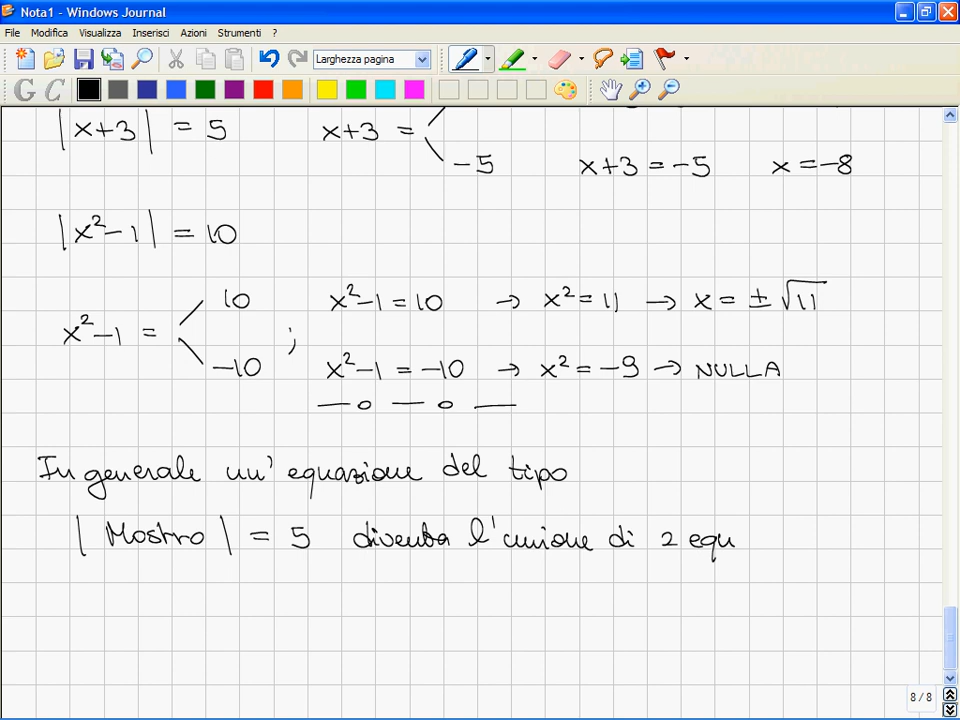 Nota1 - Windows Journal
File Modifica Visualizza Inserisci Azioni Strumenti ?
Larghezza pagina
G C
|x+3| = 5 x+3 = -5 x+3 = -5 x = -8
|x²-1| = 10
10 x²-1 = 10 → x² = 11 → x = ± √11
x²-1 = ;
-10 x²-1 = -10 → x² = -9 → NULLA
— o — o —
In generale un' equazione del tipo
| Mostro | = 5 diventa l'unione di 2 equ
8 / 8